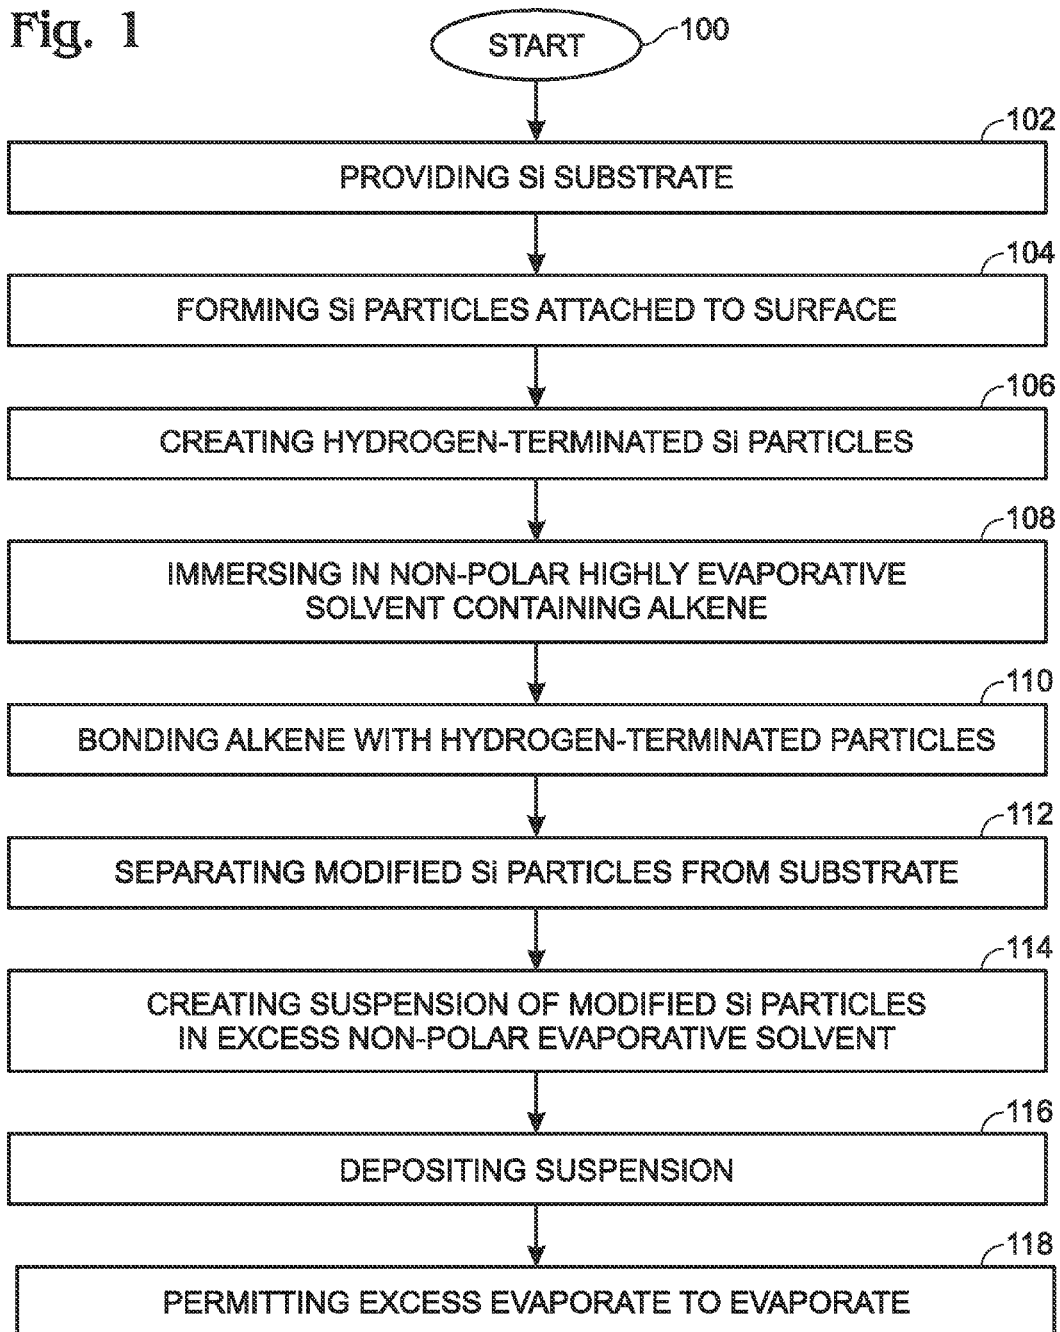 Fig. 1
START
100
102
PROVIDING Si SUBSTRATE
104
FORMING Si PARTICLES ATTACHED TO SURFACE
106
CREATING HYDROGEN-TERMINATED Si PARTICLES
108
IMMERSING IN NON-POLAR HIGHLY EVAPORATIVE
SOLVENT CONTAINING ALKENE
110
BONDING ALKENE WITH HYDROGEN-TERMINATED PARTICLES
112
SEPARATING MODIFIED Si PARTICLES FROM SUBSTRATE
114
CREATING SUSPENSION OF MODIFIED Si PARTICLES
IN EXCESS NON-POLAR EVAPORATIVE SOLVENT
116
DEPOSITING SUSPENSION
118
PERMITTING EXCESS EVAPORATE TO EVAPORATE